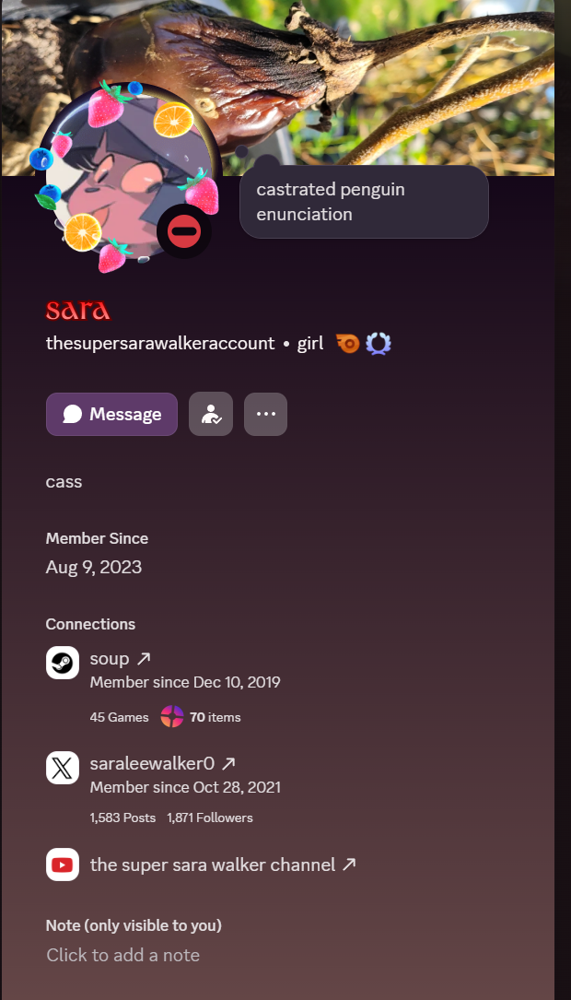 castrated penguin
enunciation
sara
thesupersarawalkeraccount • girl
Message
cass
Member Since
Aug 9, 2023
Connections
soup
Member since Dec 10, 2019
45 Games 70 items
saraleewalker0
Member since Oct 28, 2021
1,583 Posts 1,871 Followers
the super sara walker channel
Note (only visible to you)
Click to add a note